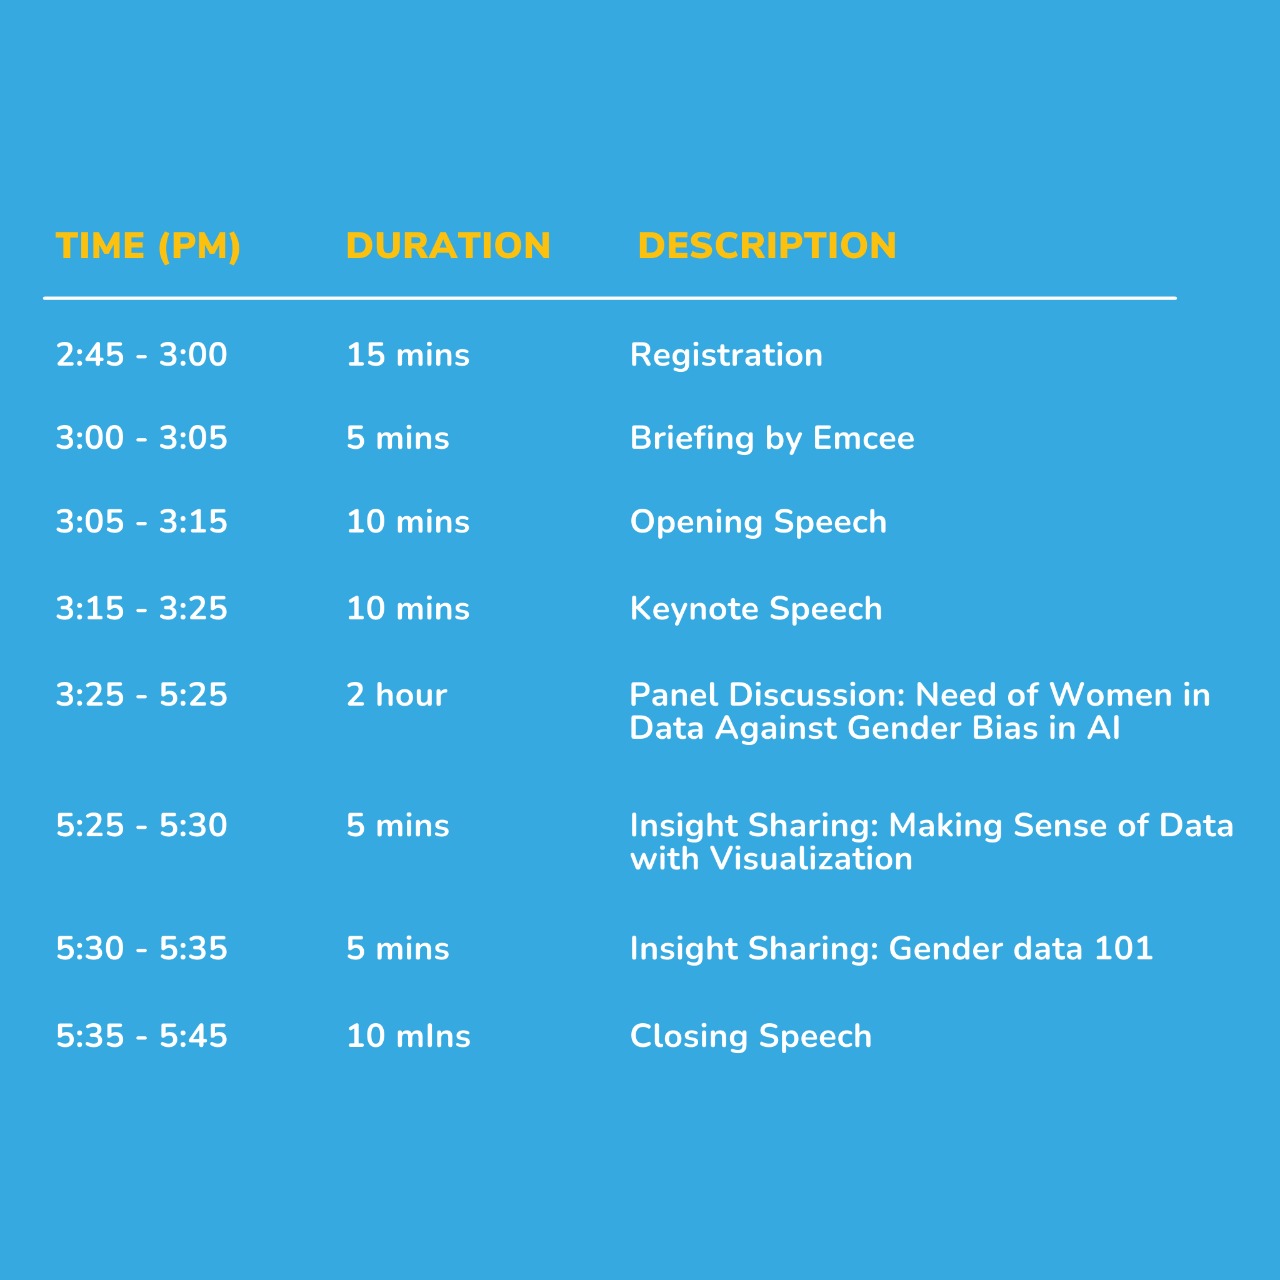 TIME (PM) DURATION DESCRIPTION
2:45 - 3:00 15 mins Registration
3:00 - 3:05 5 mins Briefing by Emcee
3:05 - 3:15 10 mins Opening Speech
3:15 - 3:25 10 mins Keynote Speech
3:25 - 5:25 2 hour Panel Discussion: Need of Women in
Data Against Gender Bias in AI
5:25 - 5:30 5 mins Insight Sharing: Making Sense of Data
with Visualization
5:30 - 5:35 5 mins Insight Sharing: Gender data 101
5:35 - 5:45 10 mIns Closing Speech